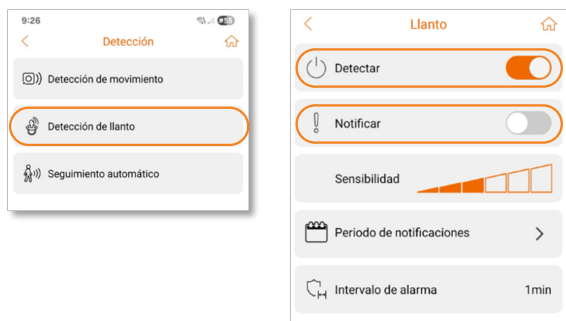 9:26
55
Detección
Detección de movimiento
Detección de llanto
Seguimiento automático
Llanto
Detectar
Notificar
Sensibilidad
Periodo de notificaciones
Intervalo de alarma 1min